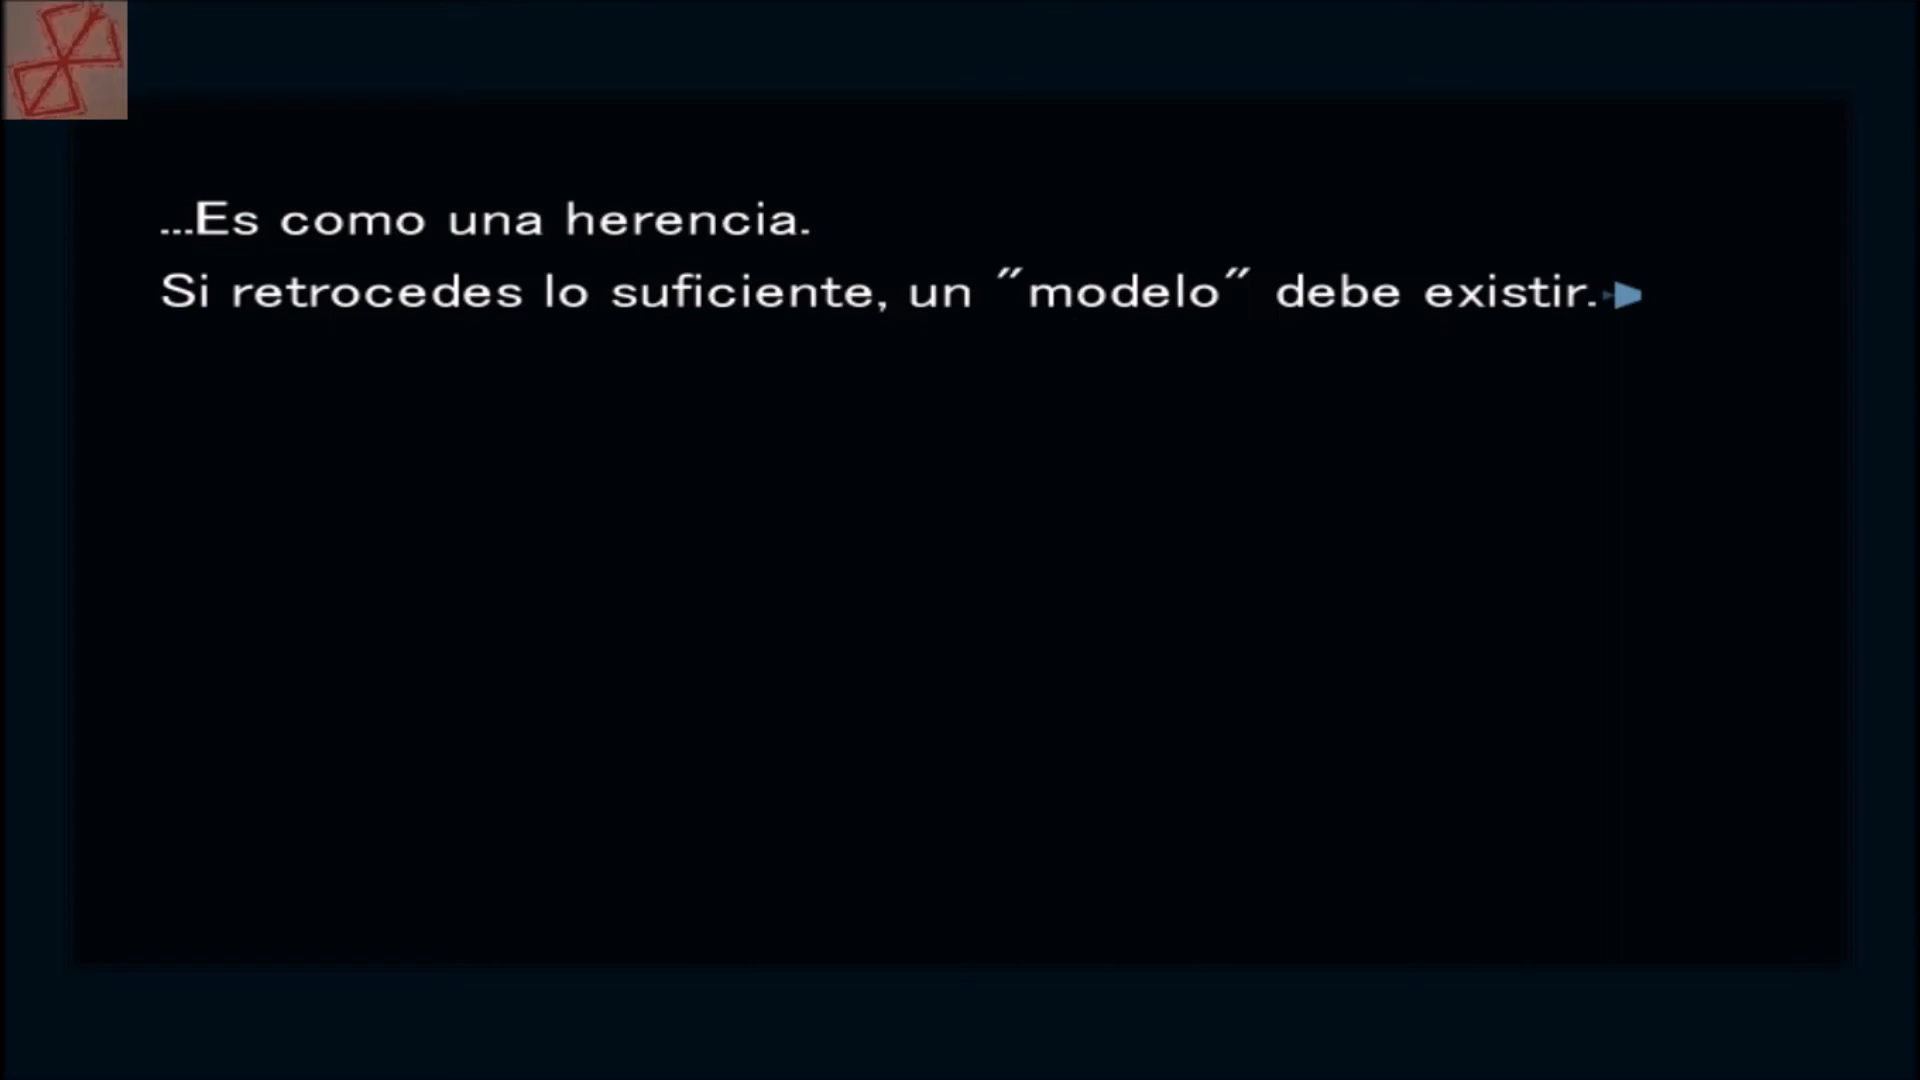 ...Es como una herencia.
Si retrocedes lo suficiente, un "modelo" debe existir.